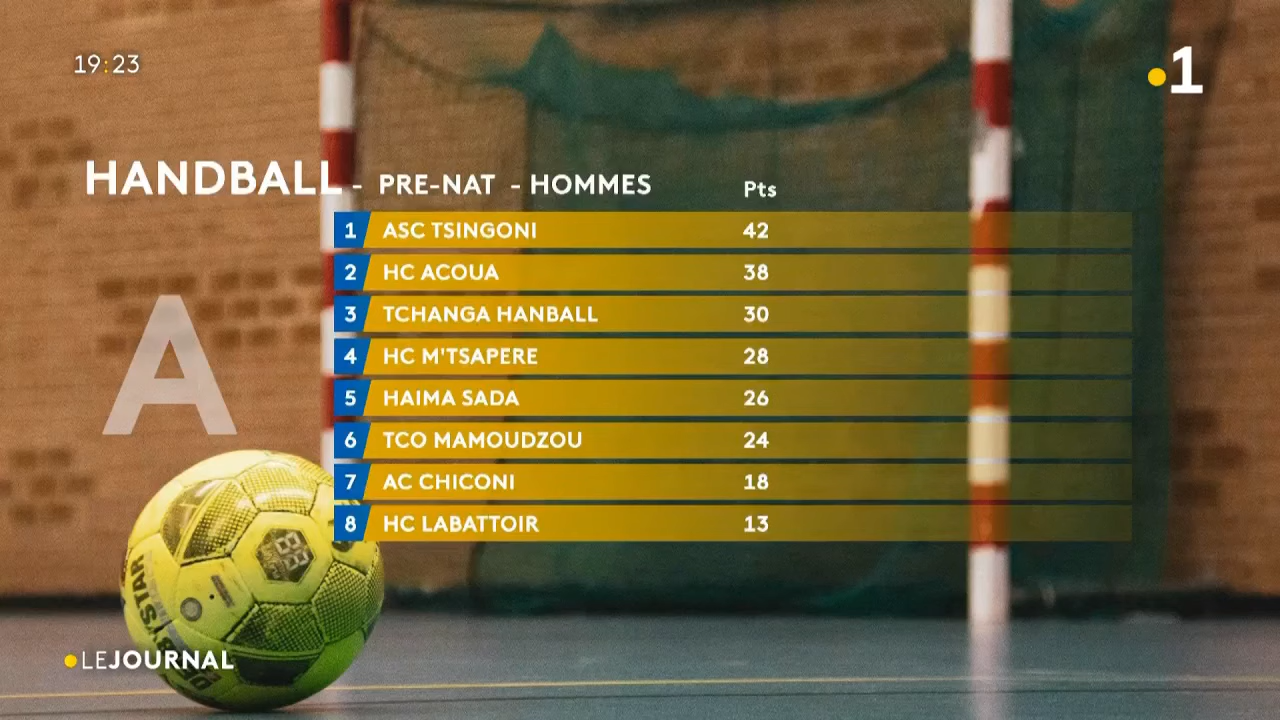 19:23
1
HANDBALL - PRE-NAT - HOMMES Pts
1 ASC TSINGONI 42
2 HC ACOUA 38
3 TCHANGA HANBALL 30
4 HC M'TSAPERE 28
5 HAIMA SADA 26
6 TCO MAMOUDZOU 24
7 AC CHICONI 18
8 HC LABATTOIR 13
A
LEJOURNAL